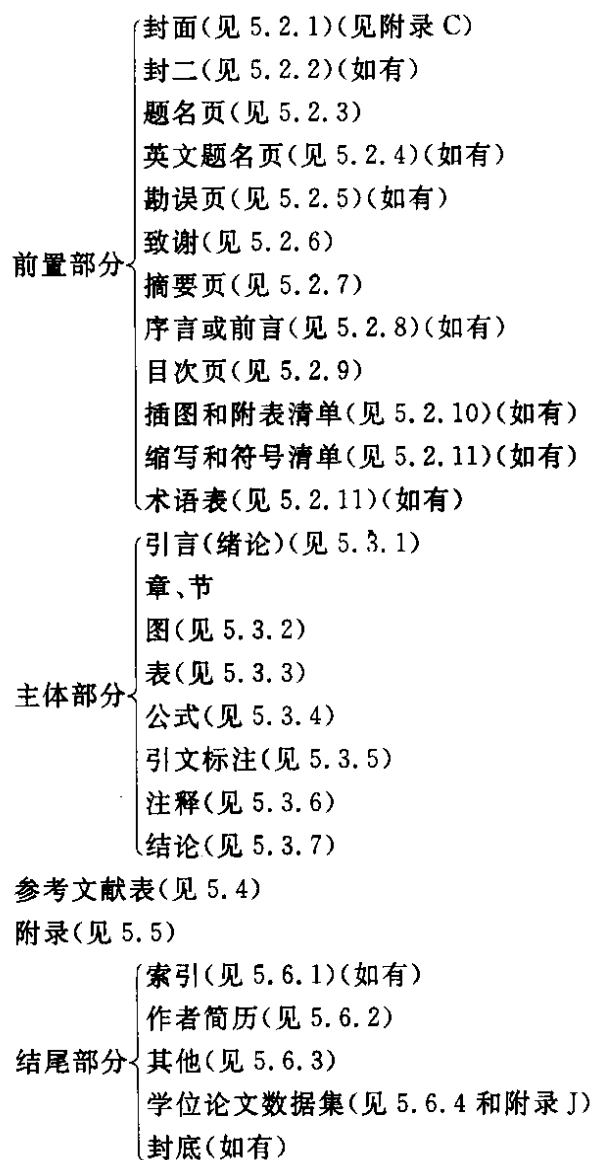 封面(见 5.2.1)(见附录 C)
封二(见 5.2.2)(如有)
题名页(见 5.2.3)
英文题名页(见 5.2.4)(如有)
勘误页(见 5.2.5)(如有)
致谢(见 5.2.6)
前置部分
摘要页(见 5.2.7)
序言或前言(见 5.2.8)(如有)
目次页(见 5.2.9)
插图和附表清单(见 5.2.10)(如有)
缩写和符号清单(见 5.2.11)(如有)
术语表(见 5.2.11)(如有)
引言(绪论)(见 5.3.1)
章、节
图(见 5.3.2)
表(见 5.3.3)
主体部分
公式(见 5.3.4)
引文标注(见 5.3.5)
注释(见 5.3.6)
结论(见 5.3.7)
参考文献表(见 5.4)
附录(见 5.5)
索引(见 5.6.1)(如有)
作者简历(见 5.6.2)
结尾部分 其他(见 5.6.3)
学位论文数据集(见 5.6.4 和附录 J)
封底(如有)